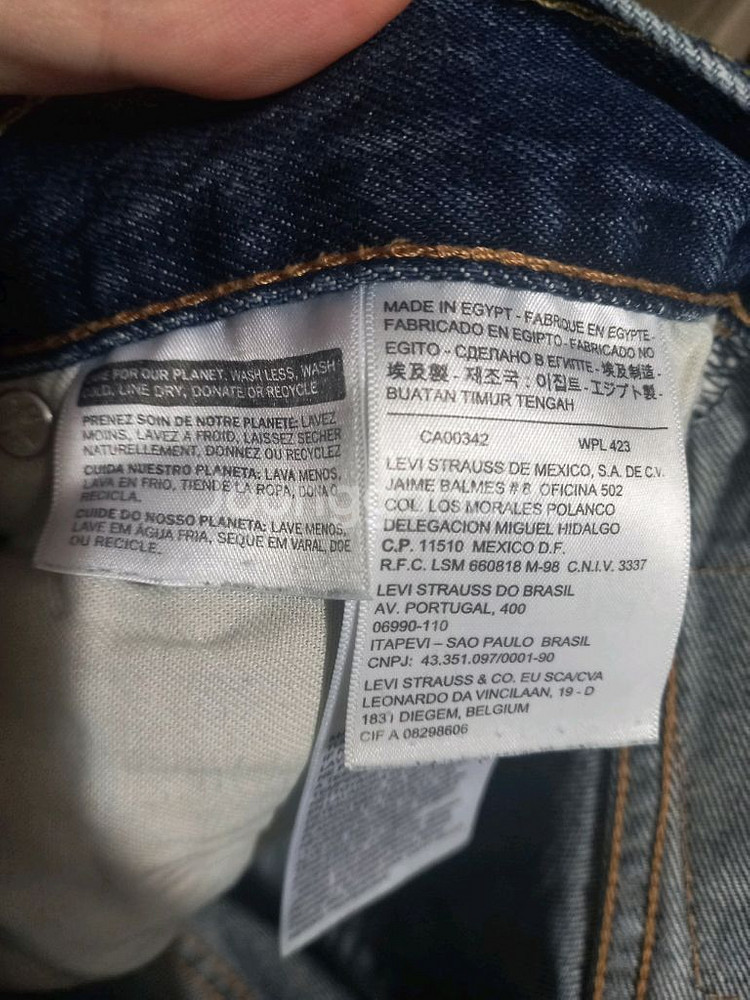 FOR OUR PLANET. WASH LESS, WASH
COLD, LINE DRY, DONATE OR RECYCLE
PRENEZ SOIN DE NOTRE PLANETE: LAVEZ
MOINS, LAVEZ A FROID, LAISSEZ SECHER
NATURELLEMENT, DONNEZ OU RECYCLEZ
CUIDA NUESTRO PLANETA: LAVA MENOS,
LAVA EN FRIO, TIENDE LA ROPA, DONA O
RECICLA.
CUIDE DO NOSSO PLANETA: LAVE MENOS,
LAVE EM ÁGUA FRIA, SEQUE EM VARAL, DOE
OU RECICLE.
MADE IN EGYPT - FABRIQUE EN EGYPTE -
FABRICADO EN EGIPTO - FABRICADO NO
EGITO - СДЕЛАНО В ЕГИПТЕ - 埃及制造 -
埃及製 - 제조국 : 이집트 - エジプト製 -
BUATAN TIMUR TENGAH
CA00342 WPL 423
LEVI STRAUSS DE MEXICO, S.A. DE C.V.
JAIME BALMES # 8 OFICINA 502
COL. LOS MORALES POLANCO
DELEGACION MIGUEL HIDALGO
C.P. 11510 MEXICO D.F.
R.F.C. LSM 660818 M-98 C.N.I.V. 3337
LEVI STRAUSS DO BRASIL
AV. PORTUGAL, 400
06990-110
ITAPEVI – SAO PAULO BRASIL
CNPJ: 43.351.097/0001-90
LEVI STRAUSS & CO. EU SCA/CVA
LEONARDO DA VINCILAAN, 19 - D
1831 DIEGEM, BELGIUM
CIF A 08298606